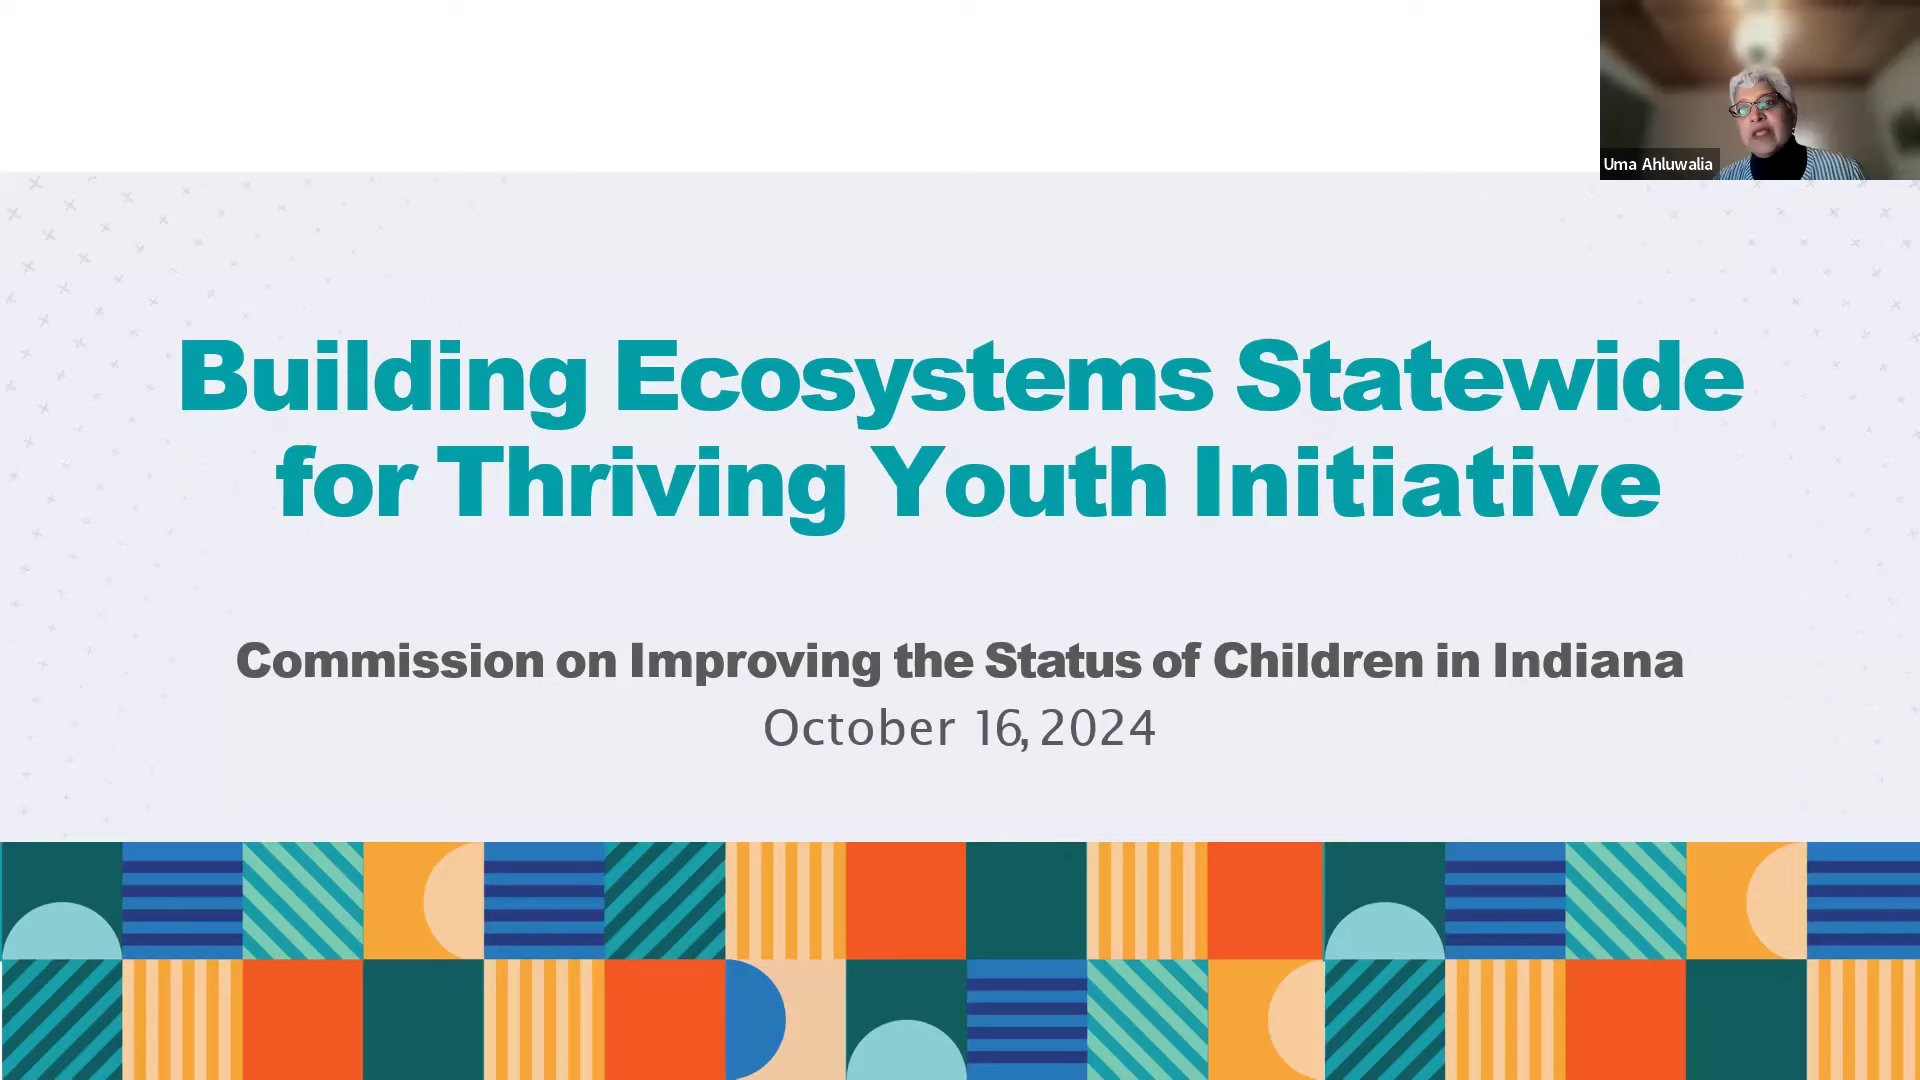 Uma Ahluwalia
Building Ecosystems Statewide
for Thriving Youth Initiative
Commission on Improving the Status of Children in Indiana
October 16, 2024